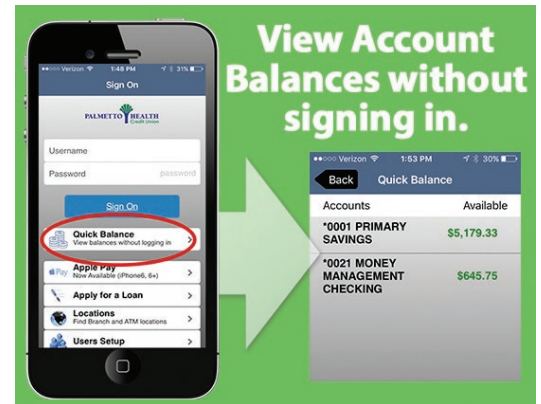 View Account
Balances without
signing in.
Verizon 1:48 PM 31%
Sign On
PALMETTO HEALTH
Credit Union
Username
Password password
Sign On
Quick Balance
View balances without logging in
Pay Apple Pay
Now Available (iPhone6, 6+)
Apply for a Loan
Locations
Find Branch and ATM locations
Users Setup
Verizon 1:53 PM 30%
Back Quick Balance
Accounts Available
*0001 PRIMARY
SAVINGS $5,179.33
*0021 MONEY
MANAGEMENT $645.75
CHECKING